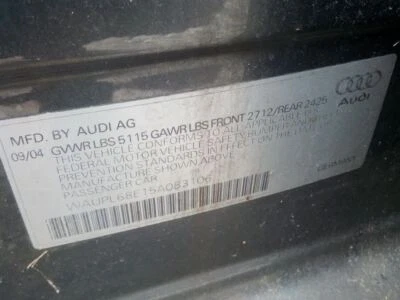 MFD. BY AUDI AG
09/04 GVWR LBS 5115 GAWR LBS FRONT 2712/REAR 2425
THIS VEHICLE CONFORMS TO ALL APPLICABLE
FEDERAL MOTOR VEHICLE SAFETY, BUMPER AND THEFT
PREVENTION STANDARDS IN EFFECT ON THE DATE OF
MANUFACTURE SHOWN ABOVE
PASSENGER CAR
Audi
GERMANY